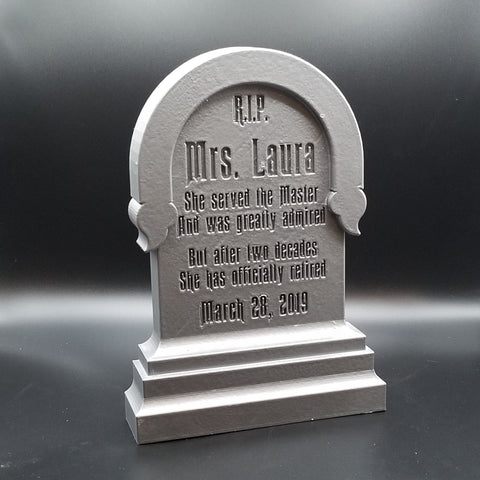 R.I.P.
Mrs. Laura
She served the Master
And was greatly admired
But after two decades
She has officially retired
March 28, 2019